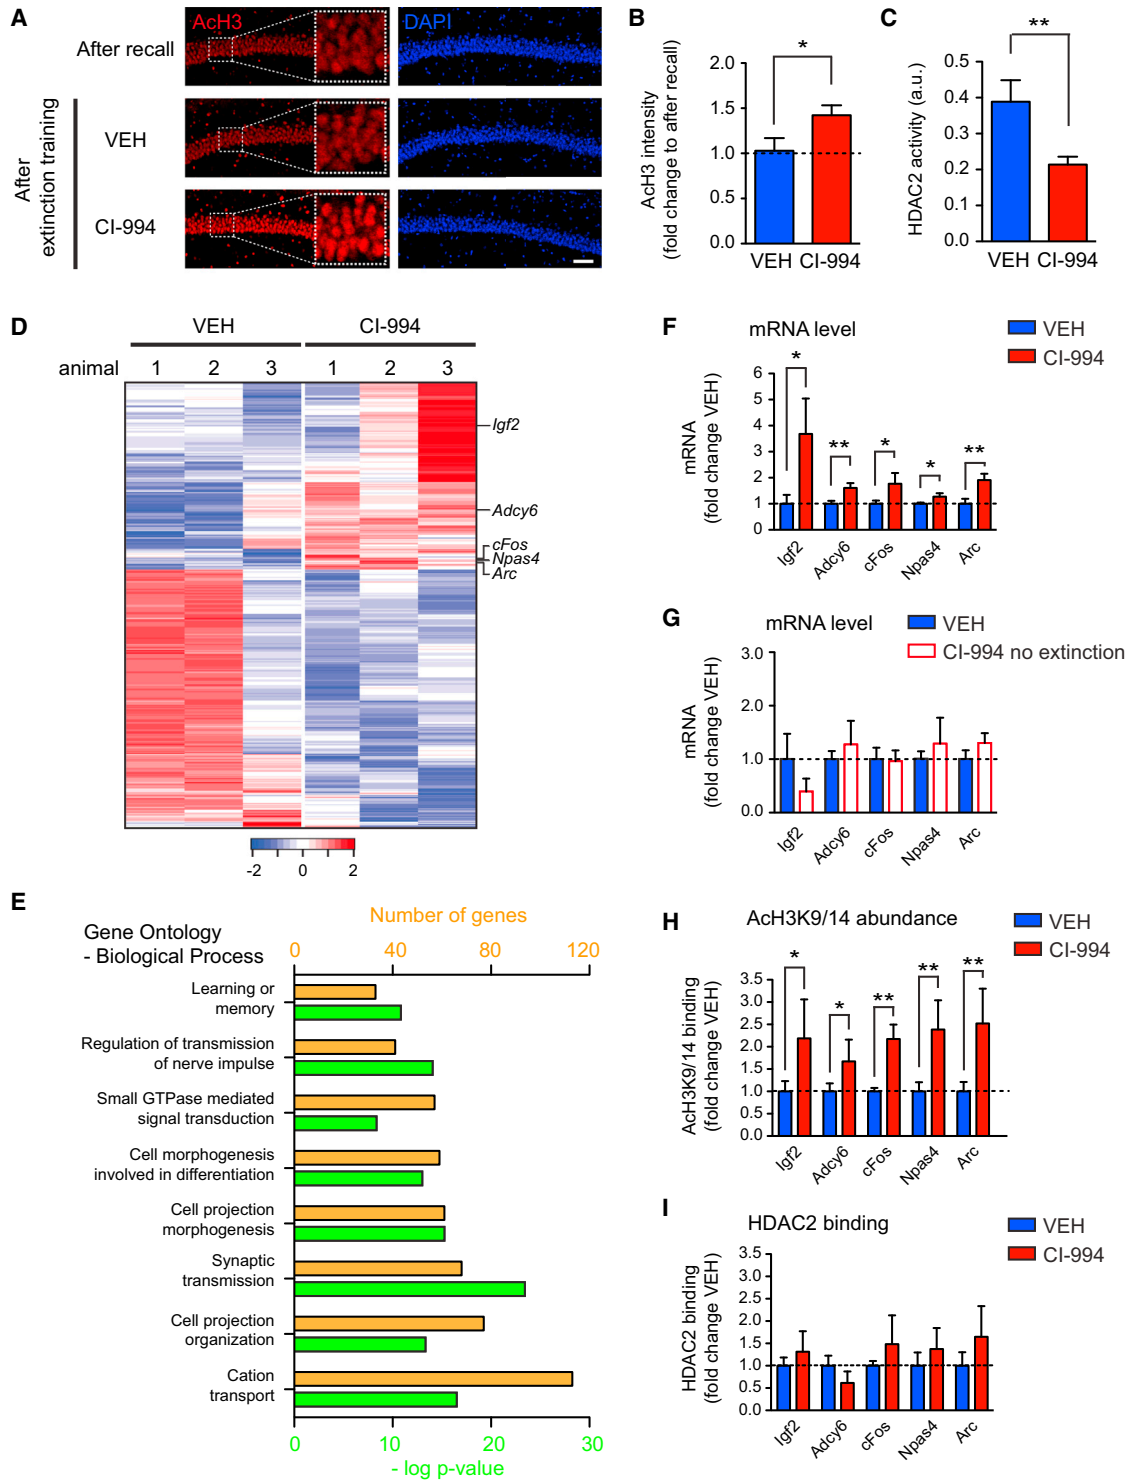 A
AcH3
DAPI
After recall
After
extinction training
VEH
CI-994
B
AcH3 intensity
(fold change to after recall)
2.0
1.5
1.0
0.5
0.0
*
VEH CI-994
C
HDAC2 activity (a.u.)
0.5
0.4
0.3
0.2
0.1
0.0
**
VEH CI-994
D
VEH CI-994
animal 1 2 3 1 2 3
Igf2
Adcy6
cFos
Npas4
Arc
-2 0 2
E
Gene Ontology
- Biological Process
Number of genes
0 40 80 120
Learning or
memory
Regulation of transmission
of nerve impulse
Small GTPase mediated
signal transduction
Cell morphogenesis
involved in differentiation
Cell projection
morphogenesis
Synaptic
transmission
Cell projection
organization
Cation
transport
0 10 20 30
- log p-value
F
mRNA level
VEH
CI-994
mRNA
(fold change VEH)
6
5
4
3
2
1
0
* ** * * **
Igf2 Adcy6 cFos Npas4 Arc
G
mRNA level
VEH
CI-994 no extinction
mRNA
(fold change VEH)
3.0
2.0
1.0
0.0
Igf2 Adcy6 cFos Npas4 Arc
H
AcH3K9/14 abundance
VEH
CI-994
AcH3K9/14 binding
(fold change VEH)
3.5
3.0
2.5
2.0
1.5
1.0
0.5
0.0
* * ** ** **
Igf2 Adcy6 cFos Npas4 Arc
I
HDAC2 binding
VEH
CI-994
HDAC2 binding
(fold change VEH)
3.5
3.0
2.5
2.0
1.5
1.0
0.5
0.0
Igf2 Adcy6 cFos Npas4 Arc